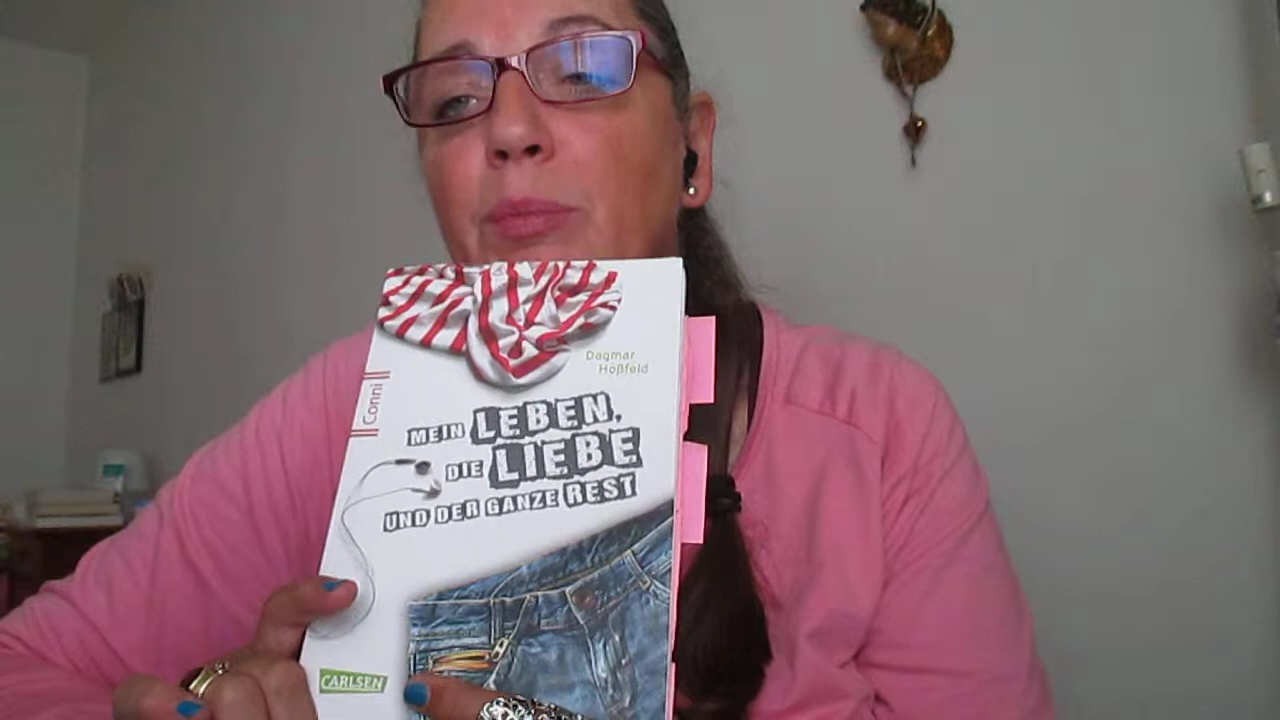 Dagmar
Hoßfeld
Conni
MEIN LEBEN,
DIE LIEBE
UND DER GANZE REST
CARLSEN